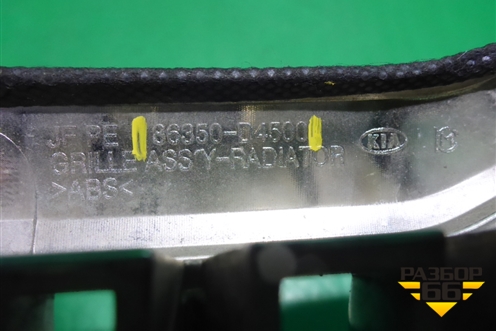 JF PE 86350-D4500
GRILLE ASS'Y-RADIATOR
>ABS<
KIA
РАЗБОР
66